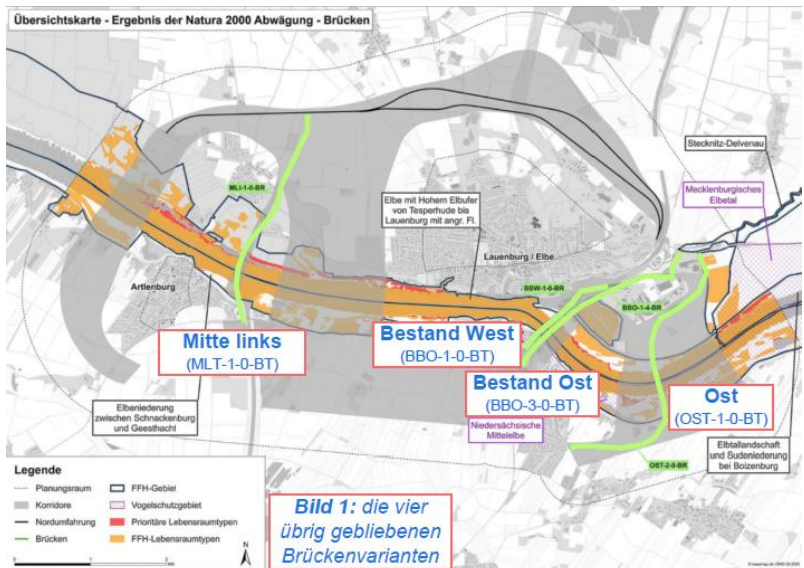 Übersichtskarte - Ergebnis der Natura 2000 Abwägung - Brücken
Stecknitz-Delvenau
MLI-1-0-BR
Mecklenburgisches
Elbetal
Elbe mit Hohem Elbufer
von Tesperhude bis
Lauenburg mit angr. Fl.
Lauenburg / Elbe
Artlenburg
BBW-1-0-BR
BBO-1-4-BR
Mitte links
(MLT-1-0-BT)
Bestand West
(BBO-1-0-BT)
Bestand Ost
(BBO-3-0-BT)
Ost
(OST-1-0-BT)
Elbeniederung
zwischen Schnackenburg
und Geesthacht
Niedersächsische
Mittelelbe
Elbtallandschaft
und Sudeniederung
bei Boizenburg
OST-2-0-BR
Legende
Planungsraum
Korridore
Nordumfahrung
Brücken
FFH-Gebiet
Vogelschutzgebiet
Prioritäre Lebensraumtypen
FFH-Lebensraumtypen
Bild 1: die vier
übrig gebliebenen
Brückenvarianten
0
1
2
N